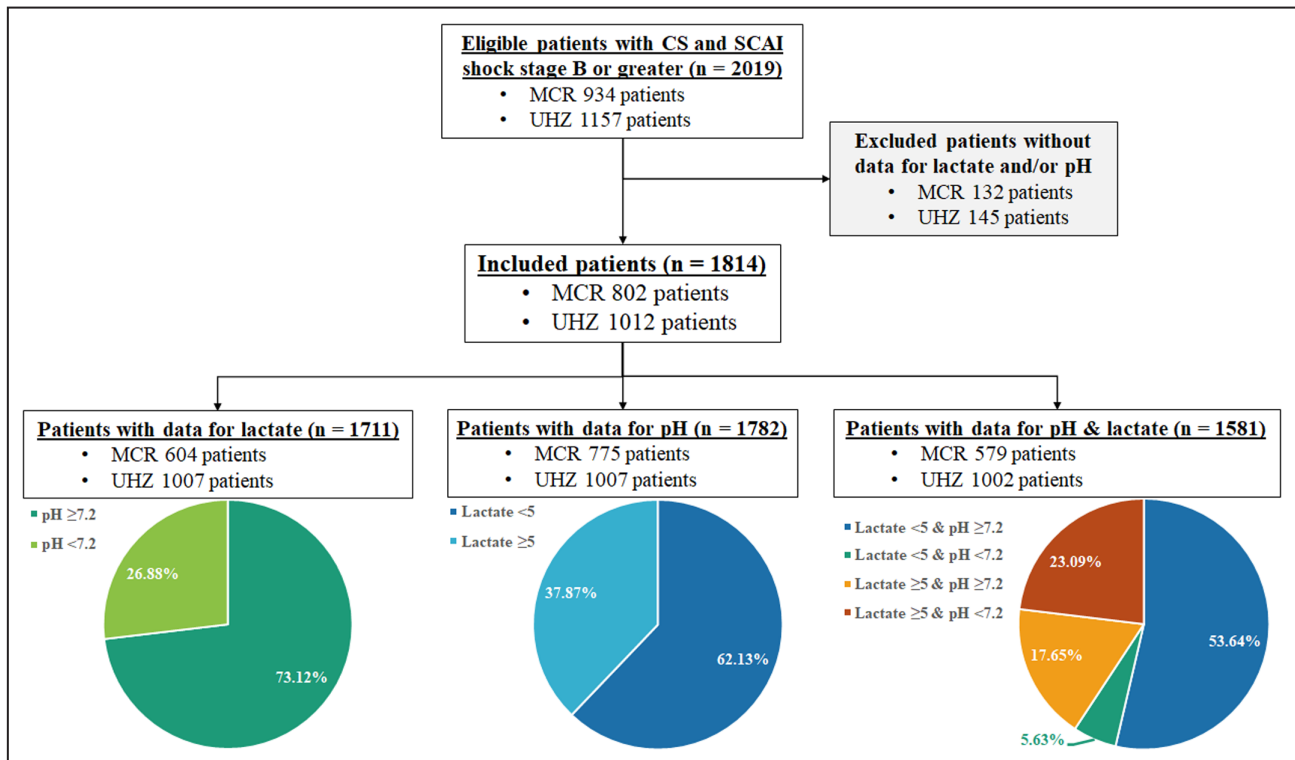 Eligible patients with CS and SCAI
shock stage B or greater (n = 2019)
• MCR 934 patients
• UHZ 1157 patients
Excluded patients without
data for lactate and/or pH
• MCR 132 patients
• UHZ 145 patients
Included patients (n = 1814)
• MCR 802 patients
• UHZ 1012 patients
Patients with data for lactate (n = 1711)
• MCR 604 patients
• UHZ 1007 patients
Patients with data for pH (n = 1782)
• MCR 775 patients
• UHZ 1007 patients
Patients with data for pH & lactate (n = 1581)
• MCR 579 patients
• UHZ 1002 patients
pH ≥7.2
pH <7.2
26.88%
73.12%
Lactate <5
Lactate ≥5
37.87%
62.13%
Lactate <5 & pH ≥7.2
Lactate <5 & pH <7.2
Lactate ≥5 & pH ≥7.2
Lactate ≥5 & pH <7.2
23.09%
53.64%
17.65%
5.63%